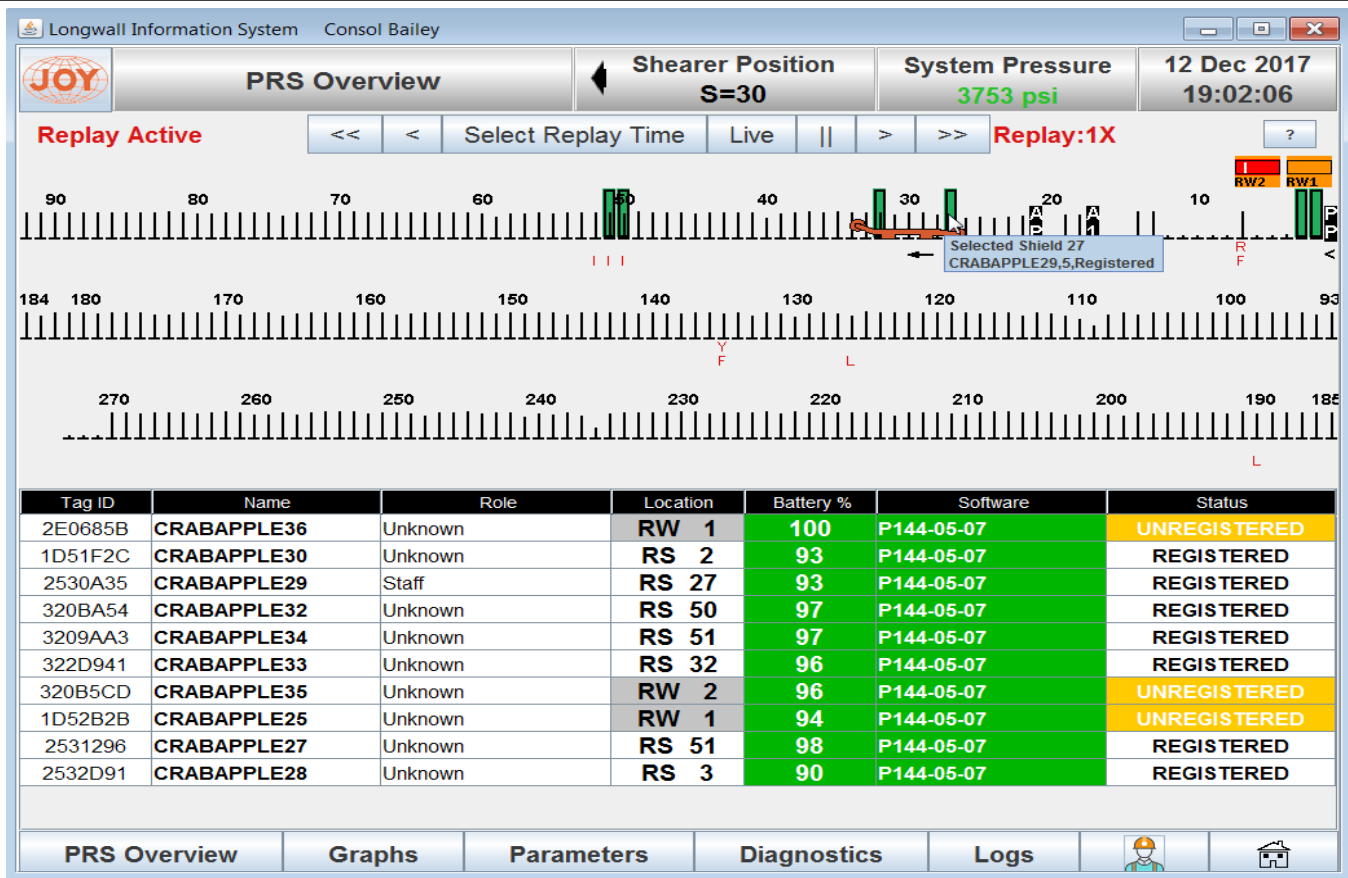 Longwall Information System Consol Bailey
JOY PRS Overview Shearer Position S=30 System Pressure 3753 psi 12 Dec 2017 19:02:06
Replay Active << < Select Replay Time Live || > >> Replay:1X ?
I
RW2 RW1
90 80 70 60 50 40 30 20 10
A A P
P 1 P
Selected Shield 27
CRABAPPLE29,5,Registered
I I I R <
F
184 180 170 160 150 140 130 120 110 100 93
Y
F L
270 260 250 240 230 220 210 200 190 185
L
Tag ID Name Role Location Battery % Software Status
2E0685B CRABAPPLE36 Unknown RW 1 100 P144-05-07 UNREGISTERED
1D51F2C CRABAPPLE30 Unknown RS 2 93 P144-05-07 REGISTERED
2530A35 CRABAPPLE29 Staff RS 27 93 P144-05-07 REGISTERED
320BA54 CRABAPPLE32 Unknown RS 50 97 P144-05-07 REGISTERED
3209AA3 CRABAPPLE34 Unknown RS 51 97 P144-05-07 REGISTERED
322D941 CRABAPPLE33 Unknown RS 32 96 P144-05-07 REGISTERED
320B5CD CRABAPPLE35 Unknown RW 2 96 P144-05-07 UNREGISTERED
1D52B2B CRABAPPLE25 Unknown RW 1 94 P144-05-07 UNREGISTERED
2531296 CRABAPPLE27 Unknown RS 51 98 P144-05-07 REGISTERED
2532D91 CRABAPPLE28 Unknown RS 3 90 P144-05-07 REGISTERED
PRS Overview Graphs Parameters Diagnostics Logs